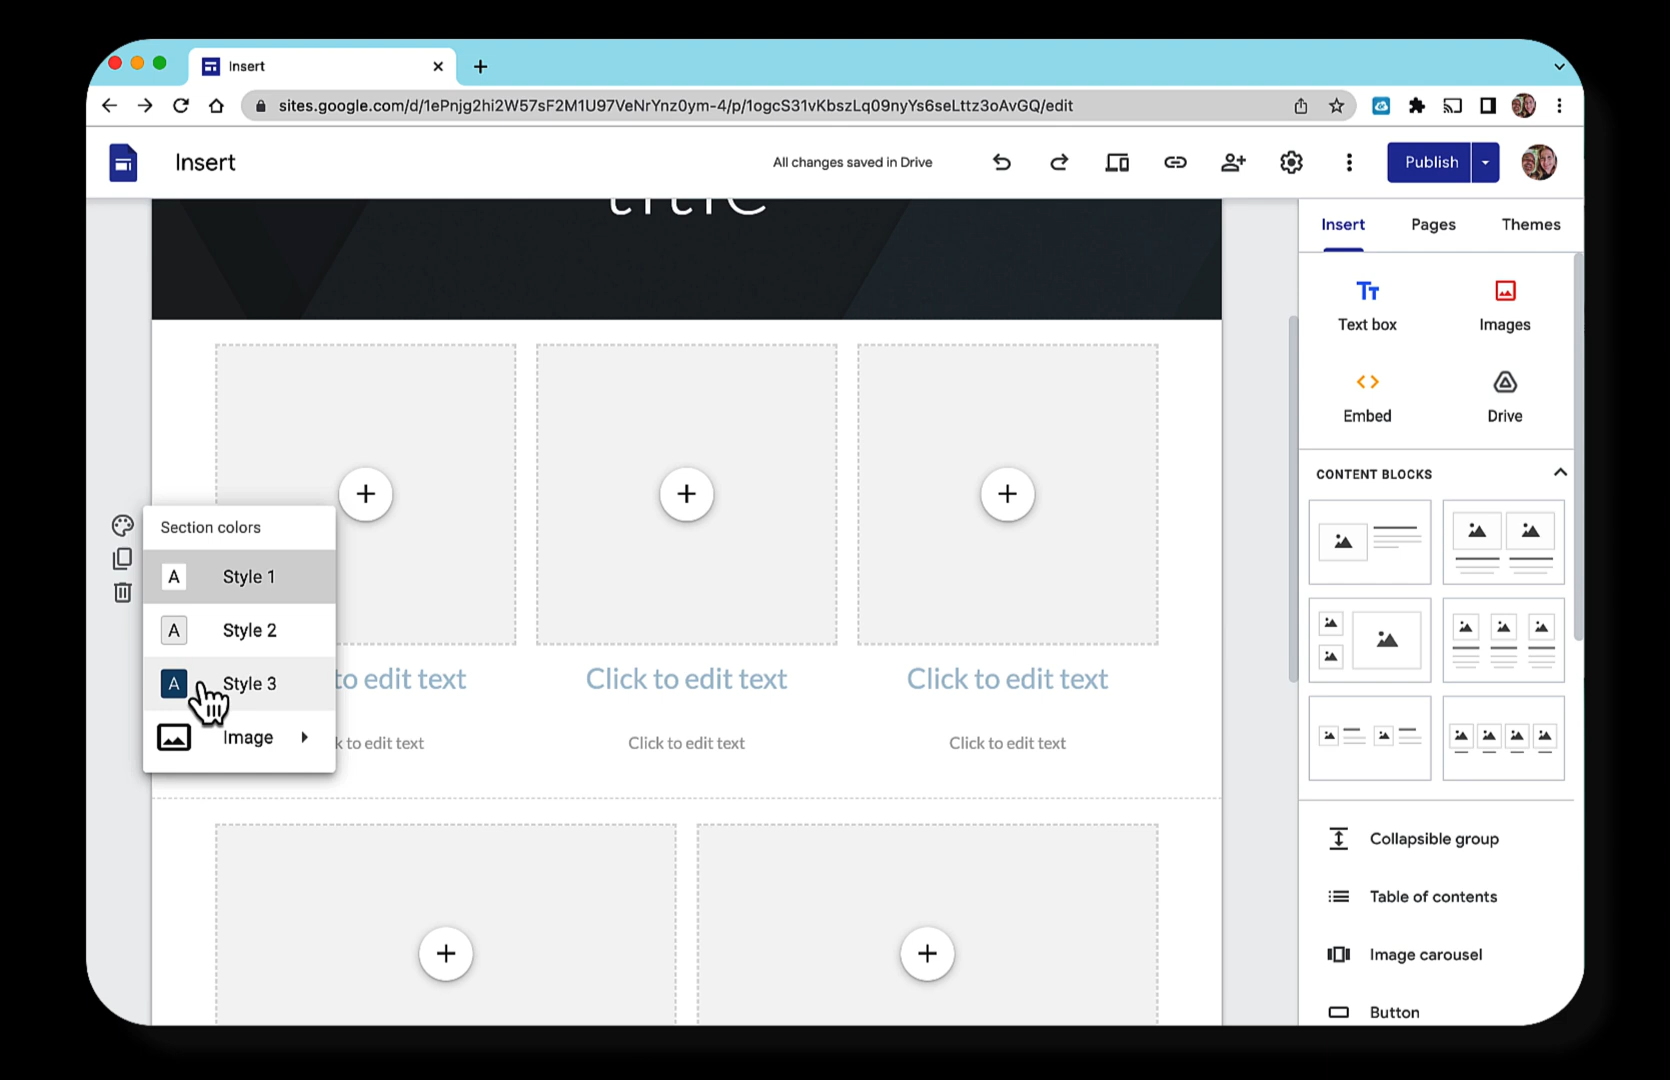 Insert
sites.google.com/d/1ePnjg2hi2W57sF2M1U97VeNrYnz0ym-4/p/1ogcS31vKbszLq09nyYs6seLttz3oAvGQ/edit
Insert
All changes saved in Drive
Publish
title
Insert
Pages
Themes
Text box
Images
Embed
Drive
CONTENT BLOCKS
Section colors
A Style 1
A Style 2
A Style 3
Image
to edit text
Click to edit text
Click to edit text
k to edit text
Click to edit text
Click to edit text
Collapsible group
Table of contents
Image carousel
Button